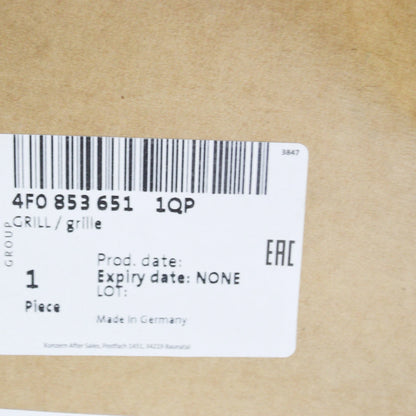 3847
4F0 853 651 1QP
GRILL / grille
GROUP
Prod. date:
1
Expiry date: NONE
LOT:
Piece
Made in Germany
EAC
Konzern After Sales, Postfach 1451, 34219 Baunatal